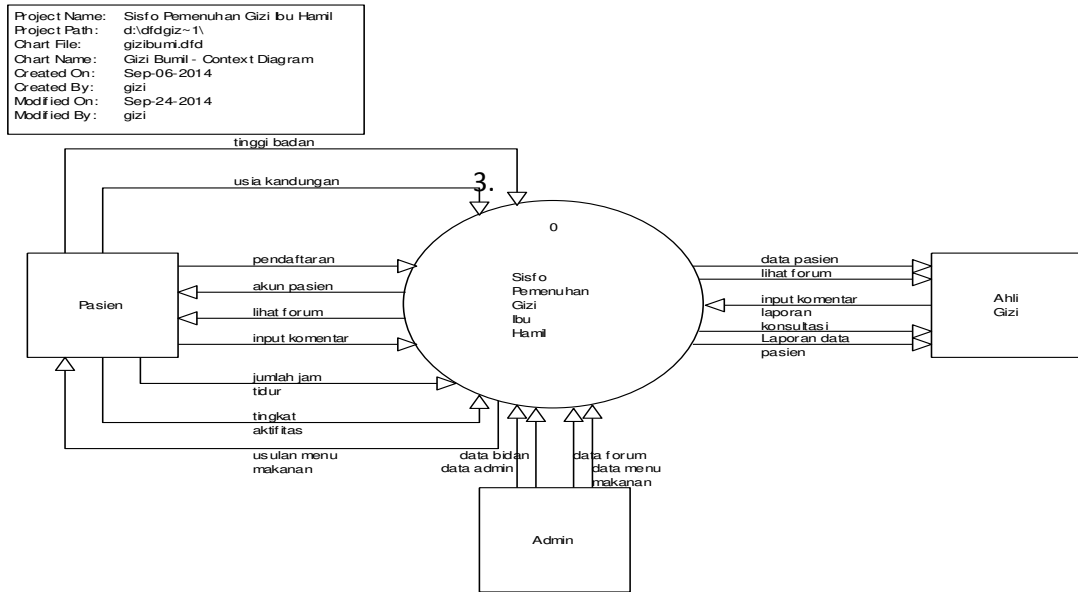 Project Name: Sisfo Pemenuhan Gizi Ibu Hamil
Project Path: d:\dfdgiz~1\
Chart File: gizibumi.dfd
Chart Name: Gizi Bumil - Context Diagram
Created On: Sep-06-2014
Created By: gizi
Modified On: Sep-24-2014
Modified By: gizi
tinggi badan
usia kandungan
3.
0
Sisfo
Pemenuhan
Gizi
Ibu
Hamil
Pasien
pendaftaran
akun pasien
lihat forum
input komentar
jumlah jam
tidur
tingkat
aktifitas
usulan menu
makanan
data pasien
lihat forum
input komentar
laporan
konsultasi
Laporan data
pasien
Ahli
Gizi
data bidan
data admin
data forum
data menu
makanan
Admin